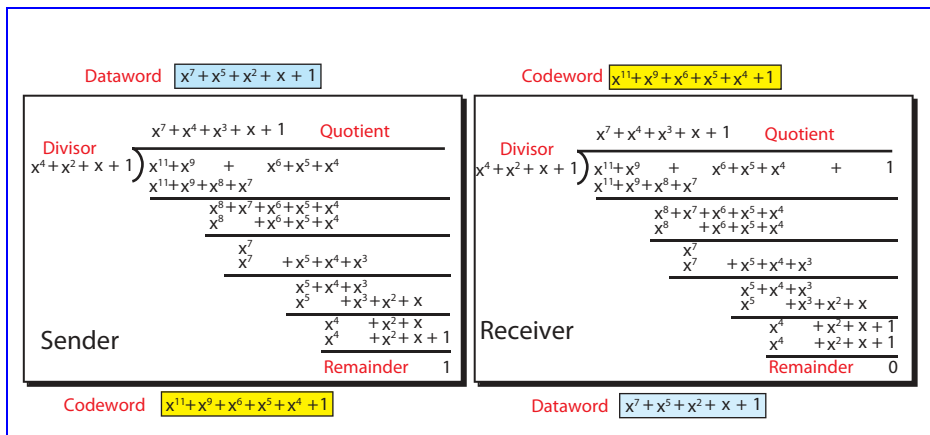 Dataword x⁷ + x⁵ + x² + x + 1
x⁷ + x⁴ + x³ + x + 1 Quotient
Divisor
x⁴ + x² + x + 1 x¹¹ + x⁹ + x⁶ + x⁵ + x⁴
x¹¹ + x⁹ + x⁸ + x⁷
x⁸ + x⁷ + x⁶ + x⁵ + x⁴
x⁸ + x⁶ + x⁵ + x⁴
x⁷
x⁷ + x⁵ + x⁴ + x³
x⁵ + x⁴ + x³
x⁵ + x³ + x² + x
x⁴ + x² + x
x⁴ + x² + x + 1
Sender
Remainder 1
Codeword x¹¹ + x⁹ + x⁶ + x⁵ + x⁴ + 1
Codeword x¹¹ + x⁹ + x⁶ + x⁵ + x⁴ + 1
x⁷ + x⁴ + x³ + x + 1 Quotient
Divisor
x⁴ + x² + x + 1 x¹¹ + x⁹ + x⁶ + x⁵ + x⁴ + 1
x¹¹ + x⁹ + x⁸ + x⁷
x⁸ + x⁷ + x⁶ + x⁵ + x⁴
x⁸ + x⁶ + x⁵ + x⁴
x⁷
x⁷ + x⁵ + x⁴ + x³
x⁵ + x⁴ + x³
x⁵ + x³ + x² + x
x⁴ + x² + x + 1
x⁴ + x² + x + 1
Receiver
Remainder 0
Dataword x⁷ + x⁵ + x² + x + 1